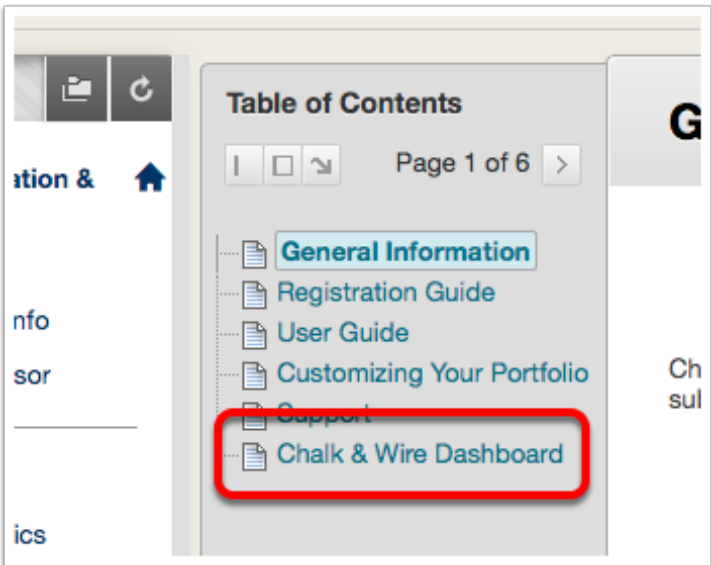 Table of Contents
G
Page 1 of 6
ation &
General Information
Registration Guide
nfo
User Guide
sor
Customizing Your Portfolio
Ch
Support
sul
Chalk & Wire Dashboard
ics